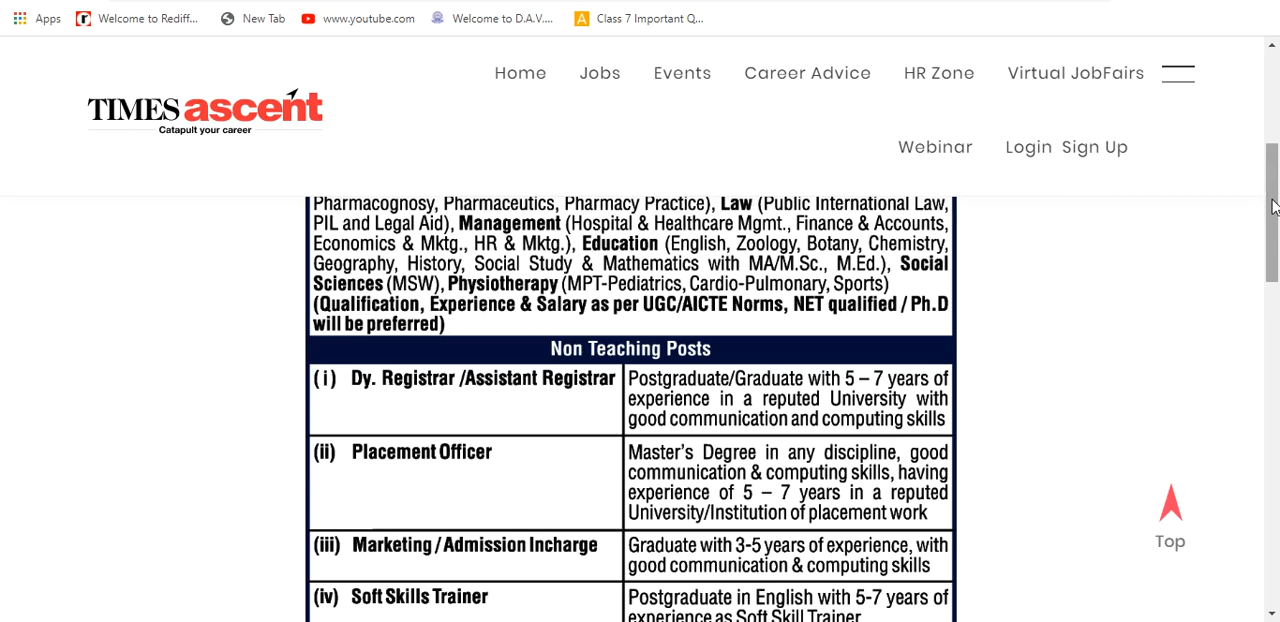 Apps Welcome to Rediff... New Tab www.youtube.com Welcome to D.A.V.... Class 7 Important Q...
Home Jobs Events Career Advice HR Zone Virtual JobFairs
TIMES ascent
Catapult your career
Webinar Login Sign Up
Pharmacognosy, Pharmaceutics, Pharmacy Practice), Law (Public International Law,
PIL and Legal Aid), Management (Hospital & Healthcare Mgmt., Finance & Accounts,
Economics & Mktg., HR & Mktg.), Education (English, Zoology, Botany, Chemistry,
Geography, History, Social Study & Mathematics with MA/M.Sc., M.Ed.), Social
Sciences (MSW), Physiotherapy (MPT-Pediatrics, Cardio-Pulmonary, Sports)
(Qualification, Experience & Salary as per UGC/AICTE Norms, NET qualified / Ph.D
will be preferred)
Non Teaching Posts
(i) Dy. Registrar /Assistant Registrar
Postgraduate/Graduate with 5 – 7 years of
experience in a reputed University with
good communication and computing skills
(ii) Placement Officer
Master's Degree in any discipline, good
communication & computing skills, having
experience of 5 – 7 years in a reputed
University/Institution of placement work
(iii) Marketing / Admission Incharge
Graduate with 3-5 years of experience, with
good communication & computing skills
(iv) Soft Skills Trainer
Postgraduate in English with 5-7 years of
experience as Soft Skill Trainer
Top